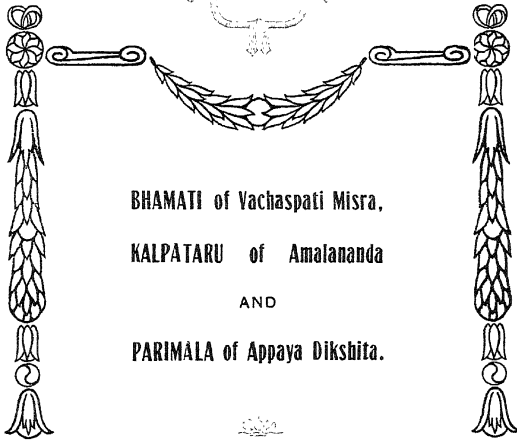 BHAMATI of Vachaspati Misra,
KALPATARU of Amalananda
AND
PARIMALA of Appaya Dikshita.